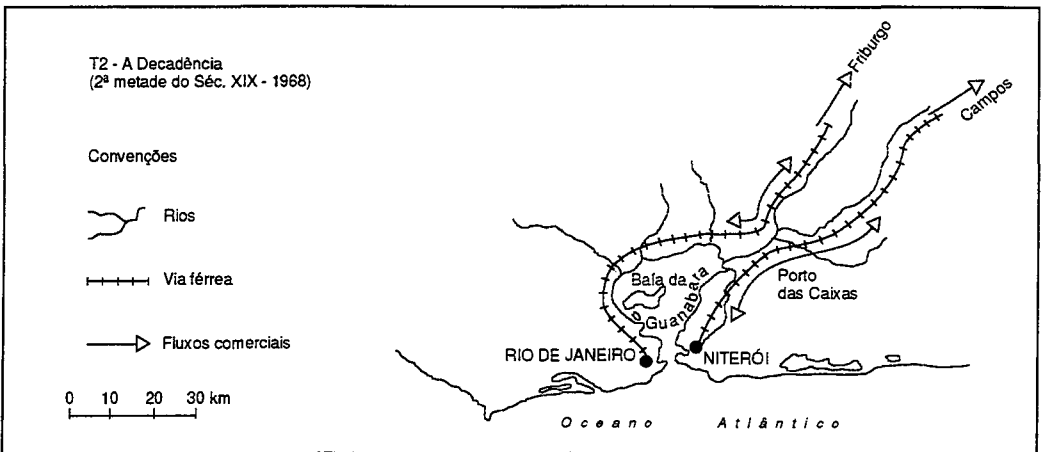 T2 - A Decadência
(2ª metade do Séc. XIX - 1968)
Convenções
Rios
Via férrea
Fluxos comerciais
0 10 20 30 km
Friburgo
Campos
Baía da
Guanabara
Porto
das Caixas
RIO DE JANEIRO
NITERÓI
Oceano Atlântico